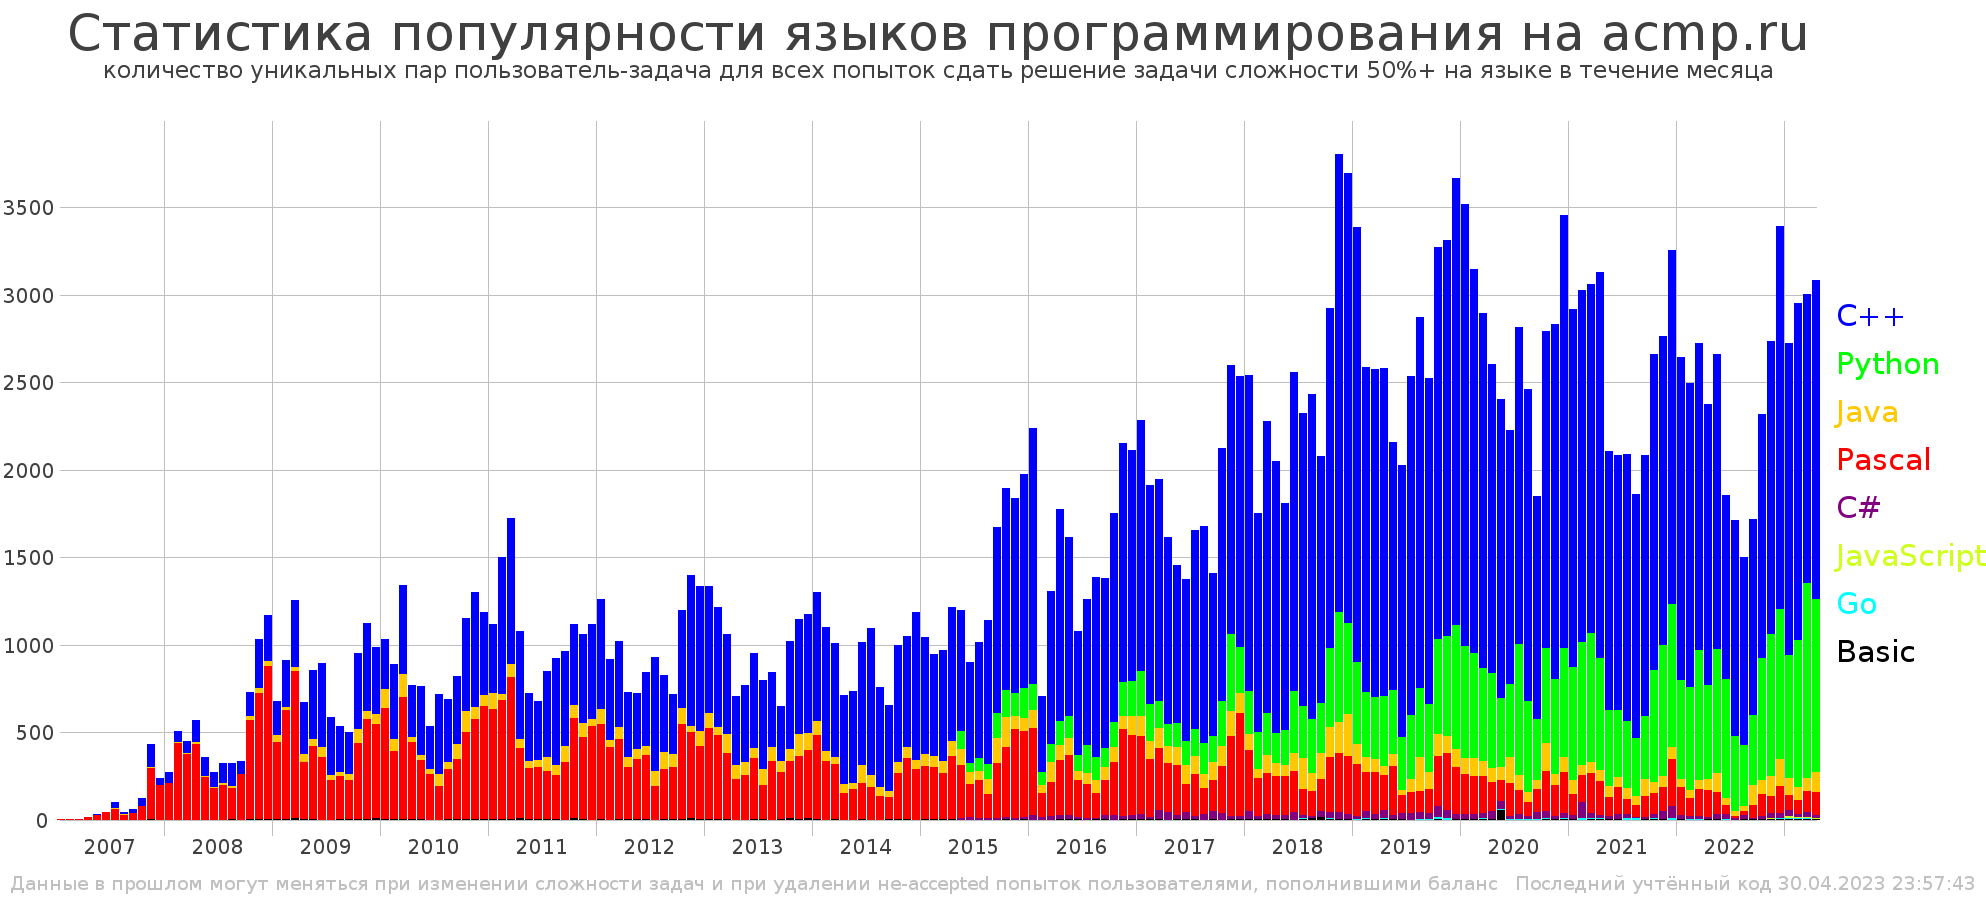 Статистика популярности языков программирования на acmp.ru
количество уникальных пар пользователь-задача для всех попыток сдать решение задачи сложности 50%+ на языке в течение месяца
3500
3000
2500
2000
1500
1000
500
0
C++
Python
Java
Pascal
C#
JavaScript
Go
Basic
2007 2008 2009 2010 2011 2012 2013 2014 2015 2016 2017 2018 2019 2020 2021 2022
Данные в прошлом могут меняться при изменении сложности задач и при удалении не-accepted попыток пользователями, пополнившими баланс Последний учтённый код 30.04.2023 23:57:43